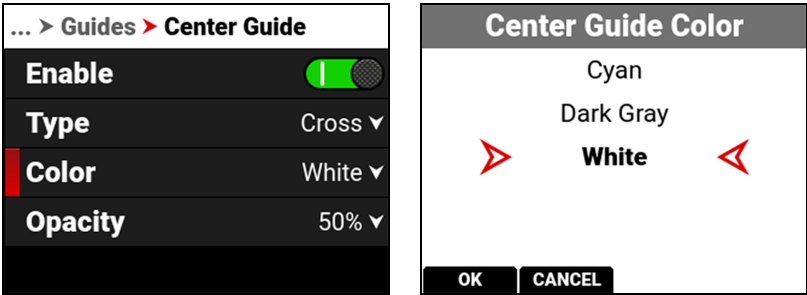 ... > Guides > Center Guide
Enable
Type Cross
Color White
Opacity 50%
Center Guide Color
Cyan
Dark Gray
White
OK CANCEL